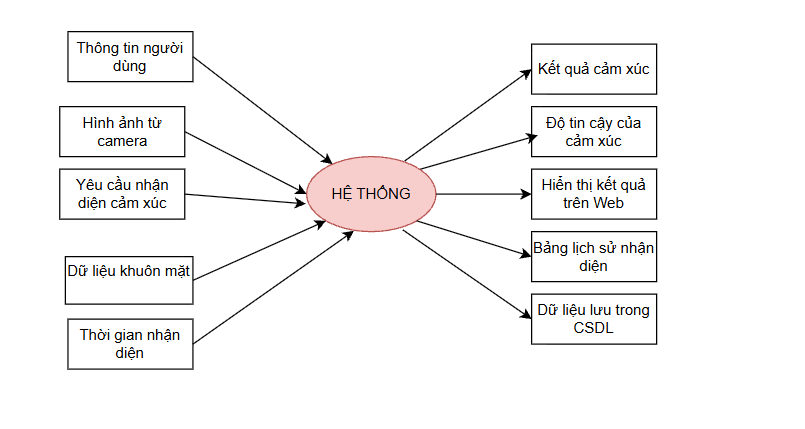 Thông tin người
dùng
Hình ảnh từ
camera
Yêu cầu nhận
diện cảm xúc
Dữ liệu khuôn mặt
Thời gian nhận
diện
HỆ THỐNG
Kết quả cảm xúc
Độ tin cậy của
cảm xúc
Hiển thị kết quả
trên Web
Bảng lịch sử nhận
diện
Dữ liệu lưu trong
CSDL